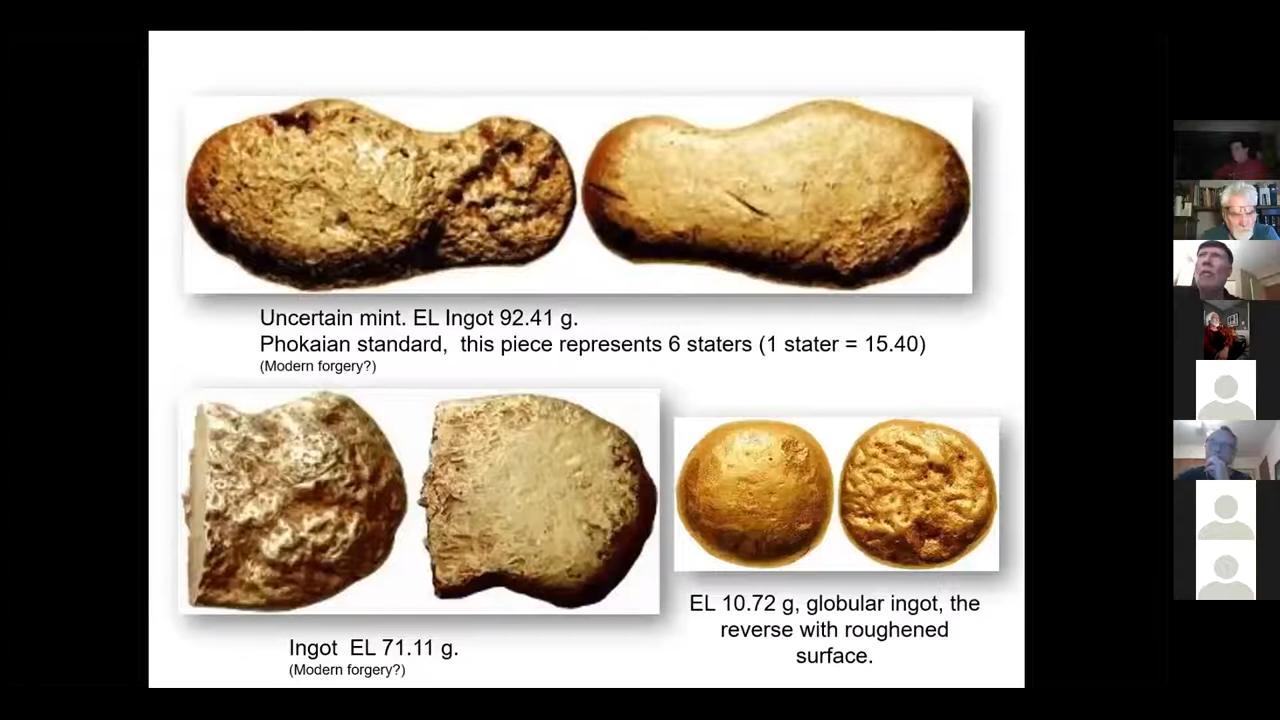 Uncertain mint. EL Ingot 92.41 g.
Phokaian standard, this piece represents 6 staters (1 stater = 15.40)
(Modern forgery?)
Ingot EL 71.11 g.
(Modern forgery?)
EL 10.72 g, globular ingot, the
reverse with roughened
surface.